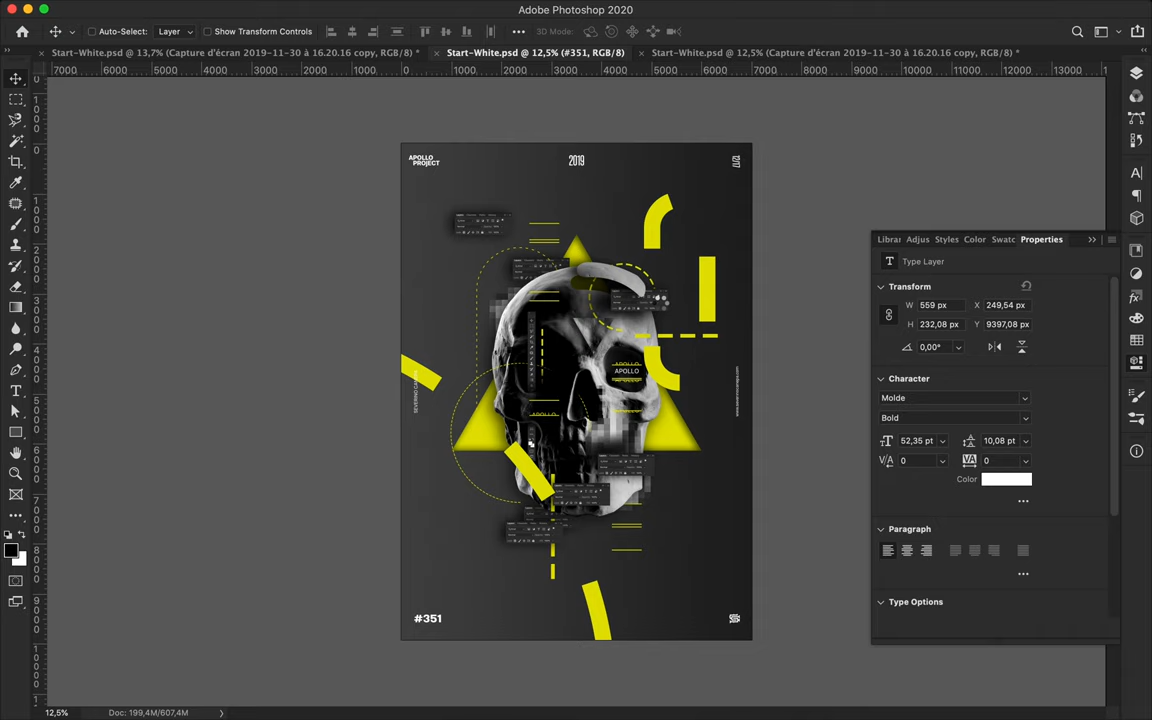 Adobe Photoshop 2020
Auto-Select: Layer Show Transform Controls 3D Mode:
Start-White.psd @ 13,7% (Capture d'écran 2019-11-30 à 16.20.16 copy, RGB/8) *
Start-White.psd @ 12,5% (#351, RGB/8)
Start-White.psd @ 12,5% (Capture d'écran 2019-11-30 à 16.20.16 copy, RGB/8) *
7000 6000 5000 4000 3000 2000 1000 0 1000 2000 3000 4000 5000 6000 7000 8000 9000 10000 11000 12000 13000
APOLLO
PROJECT
2019
12/17
APOLLO
APOLLO
#351
Librar Adjus Styles Color Swatc Properties
Type Layer
Transform
W 559 px X 249,54 px
H 232,08 px Y 9397,08 px
0,00°
Character
Molde
Bold
52,35 pt 10,08 pt
0 0
Color
Paragraph
Type Options
12,5% Doc: 199,4M/607,4M